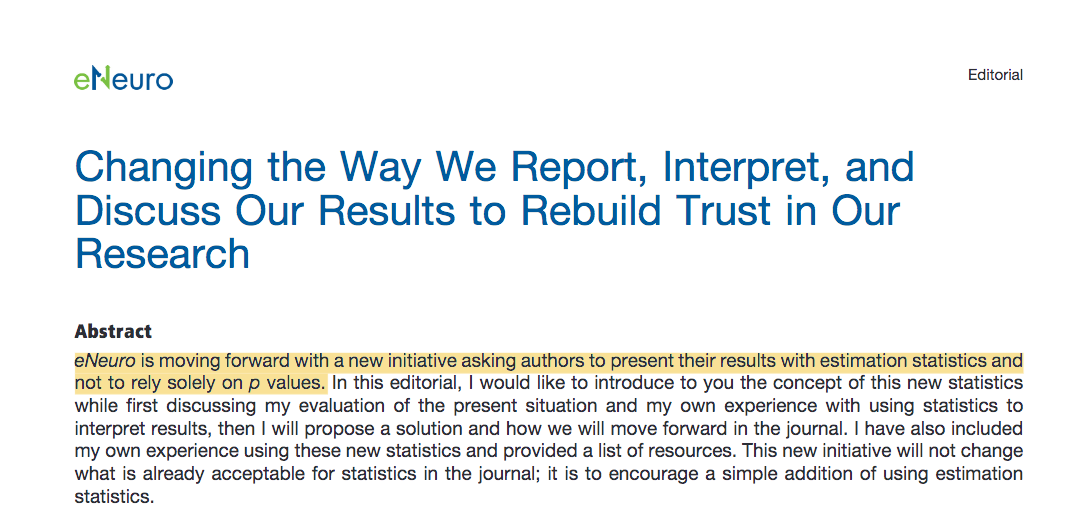 eNeuro
Editorial
Changing the Way We Report, Interpret, and
Discuss Our Results to Rebuild Trust in Our
Research
Abstract
eNeuro is moving forward with a new initiative asking authors to present their results with estimation statistics and
not to rely solely on p values. In this editorial, I would like to introduce to you the concept of this new statistics
while first discussing my evaluation of the present situation and my own experience with using statistics to
interpret results, then I will propose a solution and how we will move forward in the journal. I have also included
my own experience using these new statistics and provided a list of resources. This new initiative will not change
what is already acceptable for statistics in the journal; it is to encourage a simple addition of using estimation
statistics.